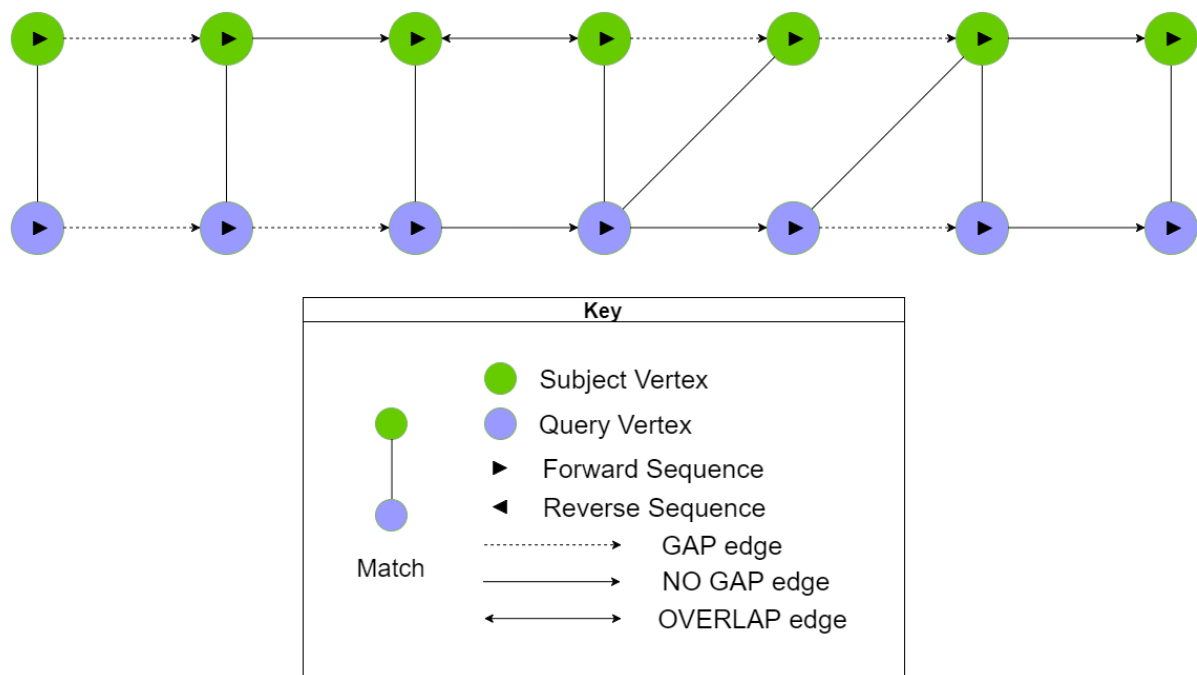 Key
Subject Vertex
Query Vertex
Forward Sequence
Reverse Sequence
Match
GAP edge
NO GAP edge
OVERLAP edge